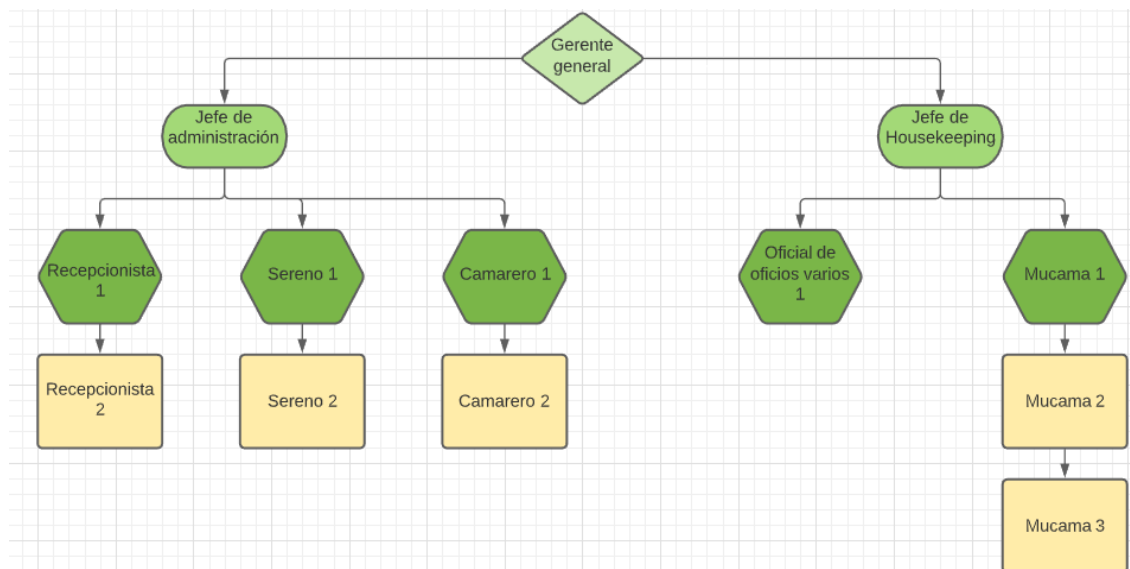 Gerente
general
Jefe de
administración
Jefe de
Housekeeping
Recepcionista
1
Sereno 1
Camarero 1
Oficial de
oficios varios
1
Mucama 1
Recepcionista
2
Sereno 2
Camarero 2
Mucama 2
Mucama 3